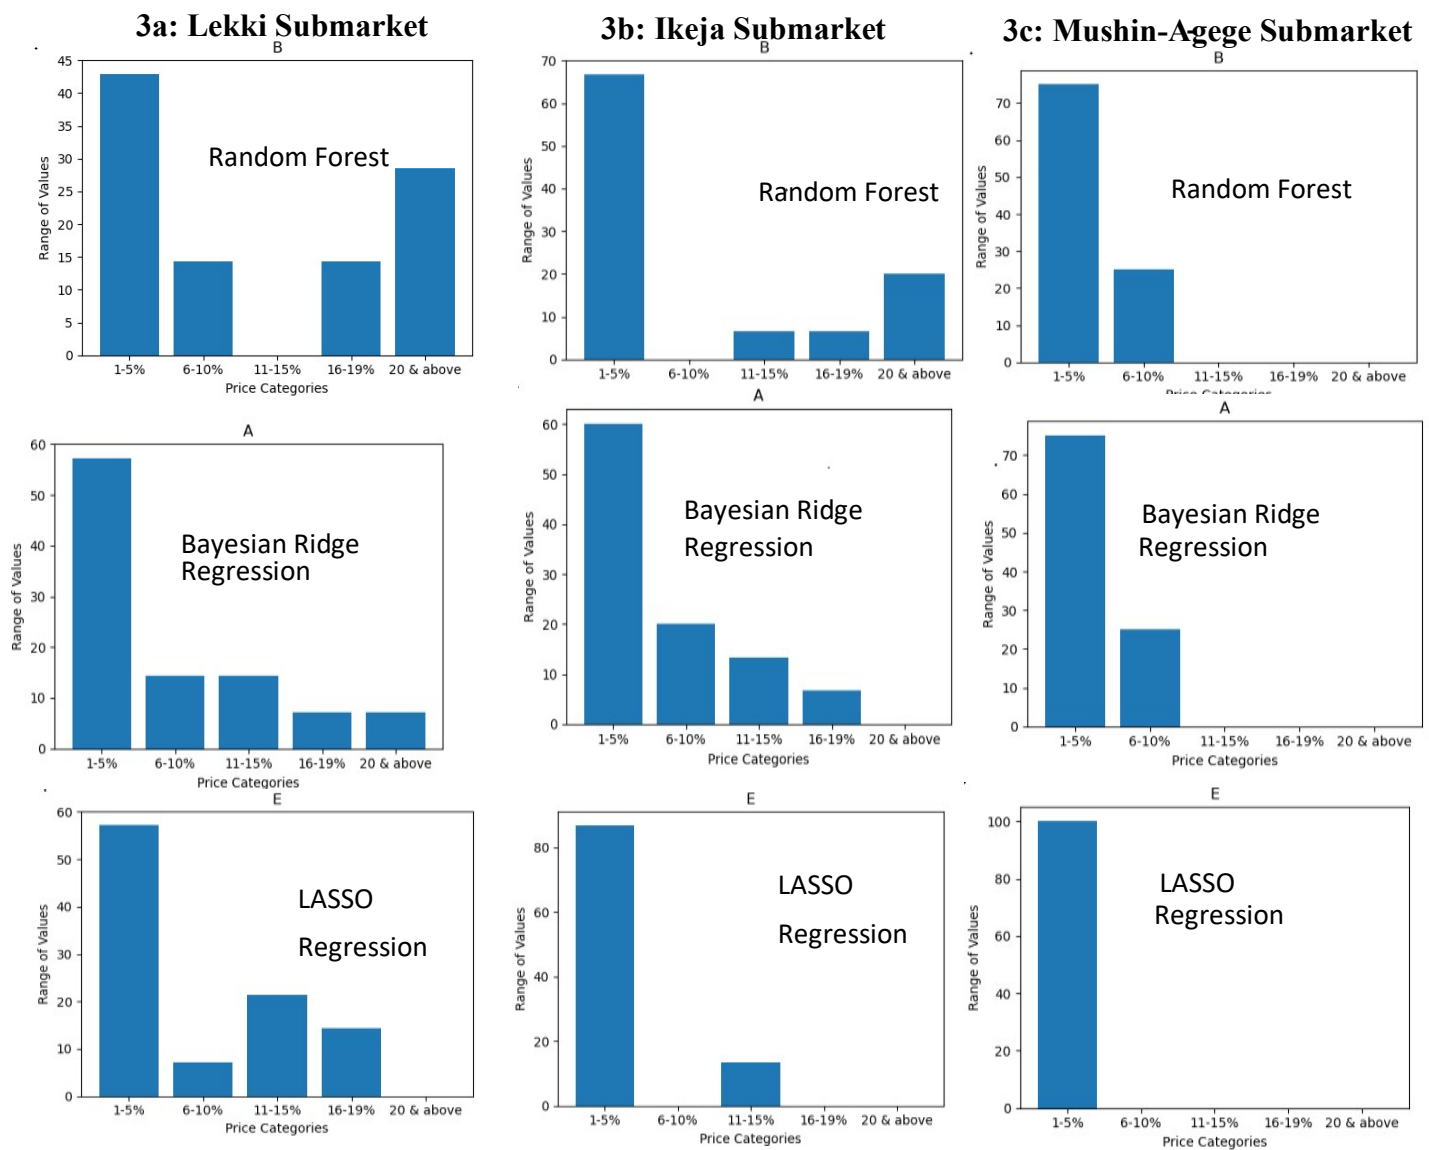 3a: Lekki Submarket
B
45
40
35
30
25
20
15
10
5
0
Range of Values
Random Forest
1-5% 6-10% 11-15% 16-19% 20 & above
Price Categories
A
60
50
40
30
20
10
0
Range of Values
Bayesian Ridge
Regression
1-5% 6-10% 11-15% 16-19% 20 & above
Price Categories
E
60
50
40
30
20
10
0
Range of Values
LASSO
Regression
1-5% 6-10% 11-15% 16-19% 20 & above
Price Categories
3b: Ikeja Submarket
B
70
60
50
40
30
20
10
0
Range of Values
Random Forest
1-5% 6-10% 11-15% 16-19% 20 & above
A
60
50
40
30
20
10
0
Range of Values
Bayesian Ridge
Regression
1-5% 6-10% 11-15% 16-19% 20 & above
Price Categories
E
80
60
40
20
0
Range of Values
LASSO
Regression
1-5% 6-10% 11-15% 16-19% 20 & above
Price Categories
3c: Mushin-Agege Submarket
B
70
60
50
40
30
20
10
0
Range of Values
Random Forest
1-5% 6-10% 11-15% 16-19% 20 & above
Price Categories
A
70
60
50
40
30
20
10
0
Range of Values
Bayesian Ridge
Regression
1-5% 6-10% 11-15% 16-19% 20 & above
Price Categories
E
100
80
60
40
20
0
Range of Values
LASSO
Regression
1-5% 6-10% 11-15% 16-19% 20 & above
Price Categories